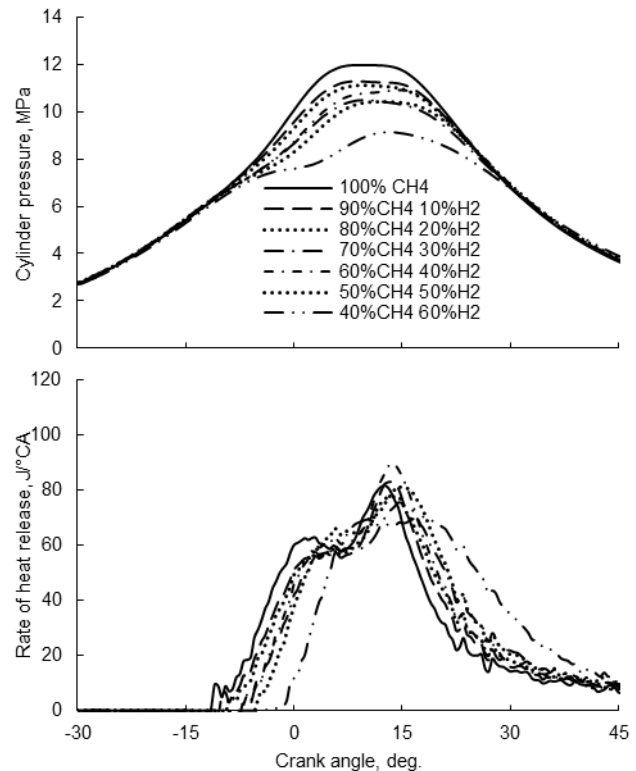 14
12
10
8
6
4
2
0
Cylinder pressure, MPa
100% CH4
90%CH4 10%H2
80%CH4 20%H2
70%CH4 30%H2
60%CH4 40%H2
50%CH4 50%H2
40%CH4 60%H2
120
100
80
60
40
20
0
Rate of heat release, J/°CA
-30 -15 0 15 30 45
Crank angle, deg.